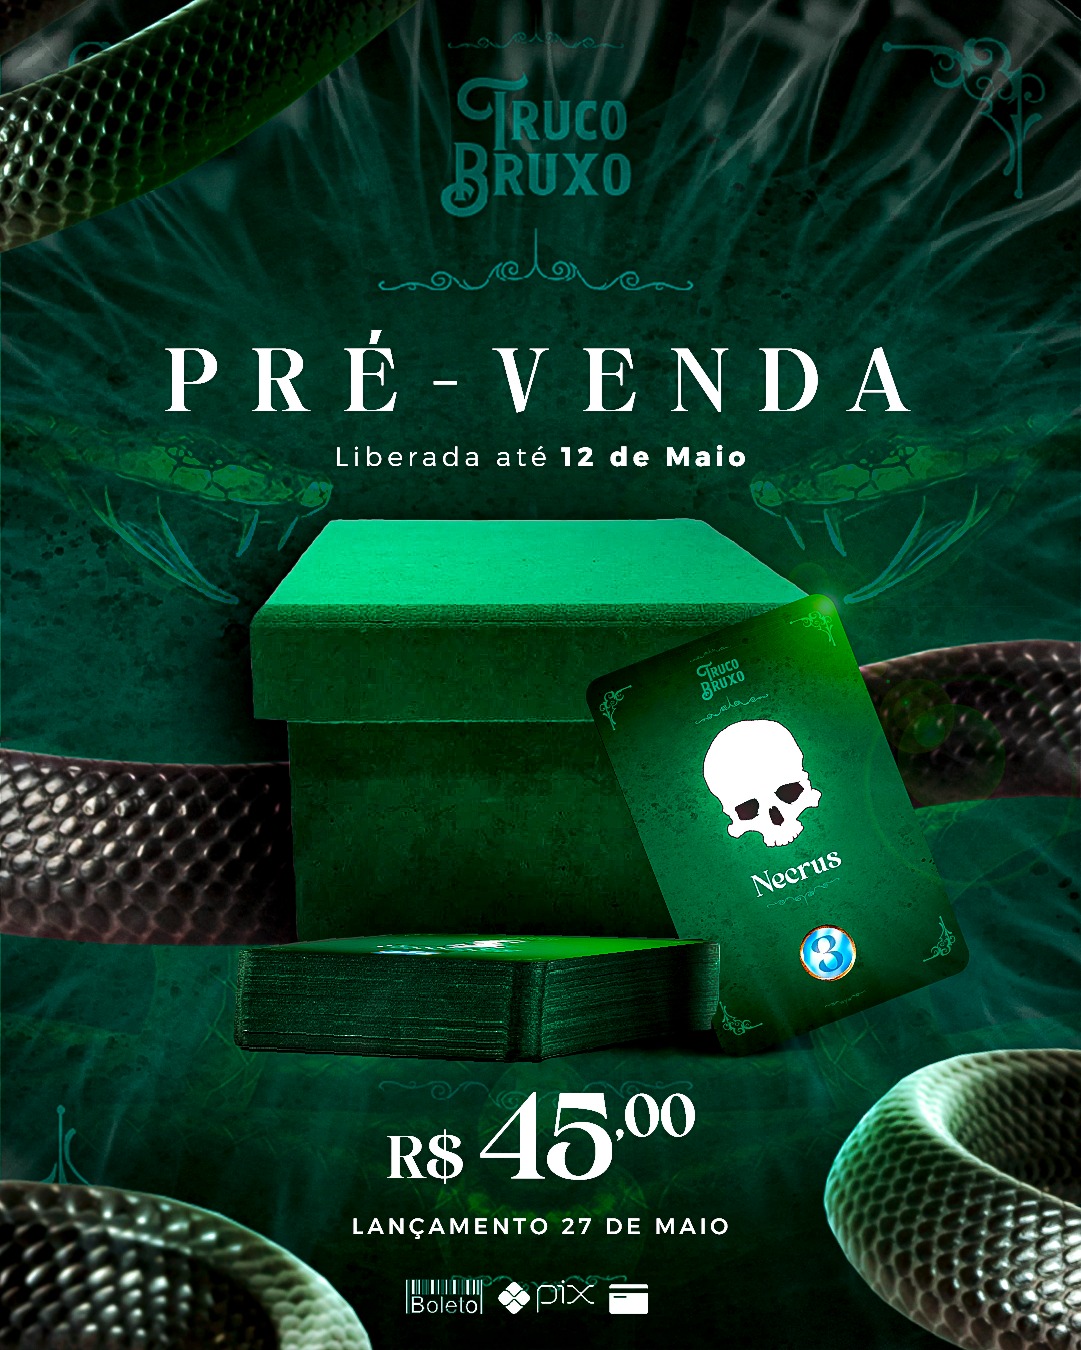 TRUCO
BRUXO
PRÉ-VENDA
Liberada até 12 de Maio
TRUCO
BRUXO
Necrus
8
R$ 45,00
LANÇAMENTO 27 DE MAIO
Boleto pix